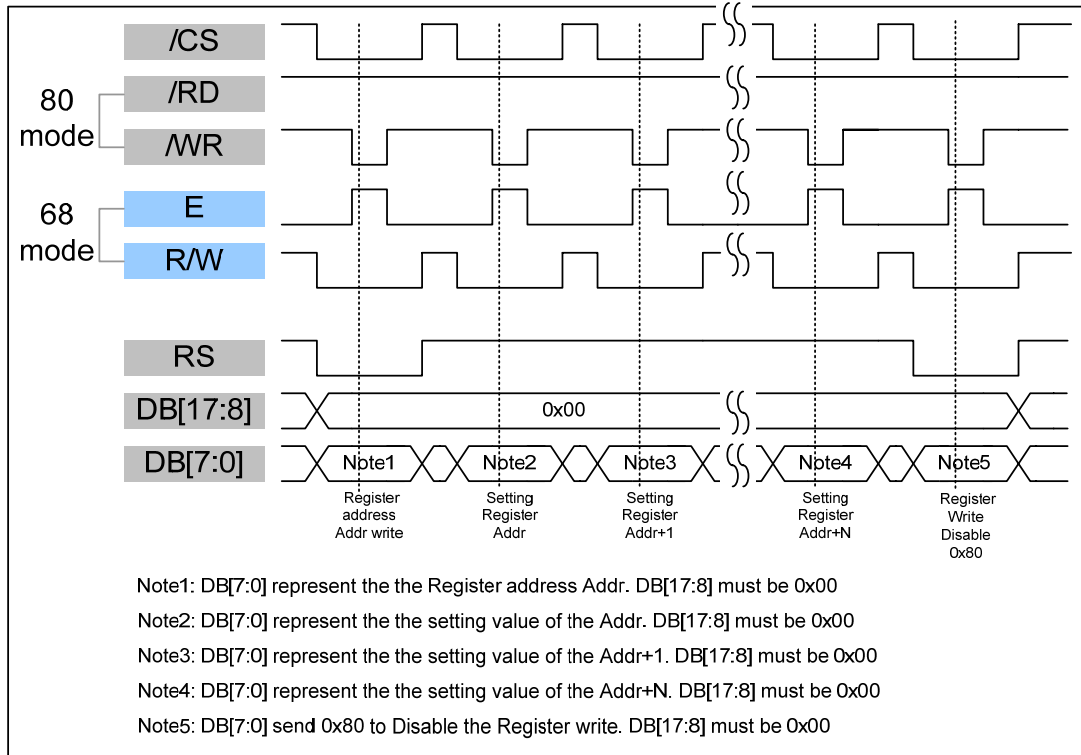 /CS
80
mode
/RD
/WR
68
mode
E
R/W
RS
DB[17:8]
0x00
DB[7:0]
Note1
Note2
Note3
Note4
Note5
Register
address
Addr write
Setting
Register
Addr
Setting
Register
Addr+1
Setting
Register
Addr+N
Register
Write
Disable
0x80
Note1: DB[7:0] represent the the Register address Addr. DB[17:8] must be 0x00
Note2: DB[7:0] represent the the setting value of the Addr. DB[17:8] must be 0x00
Note3: DB[7:0] represent the the setting value of the Addr+1. DB[17:8] must be 0x00
Note4: DB[7:0] represent the the setting value of the Addr+N. DB[17:8] must be 0x00
Note5: DB[7:0] send 0x80 to Disable the Register write. DB[17:8] must be 0x00